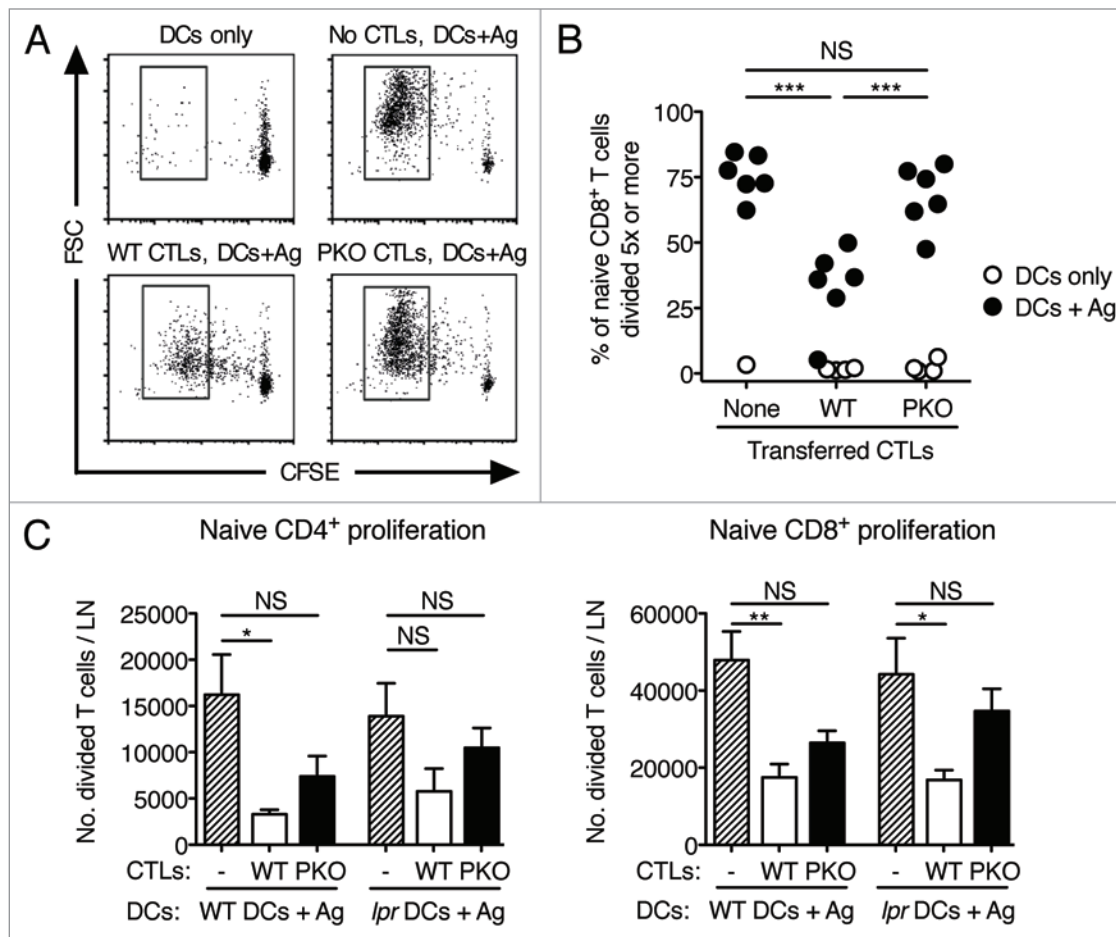 A
DCs only
No CTLs, DCs+Ag
WT CTLs, DCs+Ag
PKO CTLs, DCs+Ag
FSC
CFSE
B
NS
*** ***
% of naive CD8+ T cells
divided 5x or more
100
75
50
25
0
None WT PKO
Transferred CTLs
DCs only
DCs + Ag
C
Naive CD4+ proliferation
No. divided T cells / LN
25000
20000
15000
10000
5000
0
NS
*
NS
NS
CTLs: - WT PKO - WT PKO
DCs: WT DCs + Ag lpr DCs + Ag
Naive CD8+ proliferation
No. divided T cells / LN
60000
40000
20000
0
NS
**
NS
*
- WT PKO - WT PKO
WT DCs + Ag lpr DCs + Ag